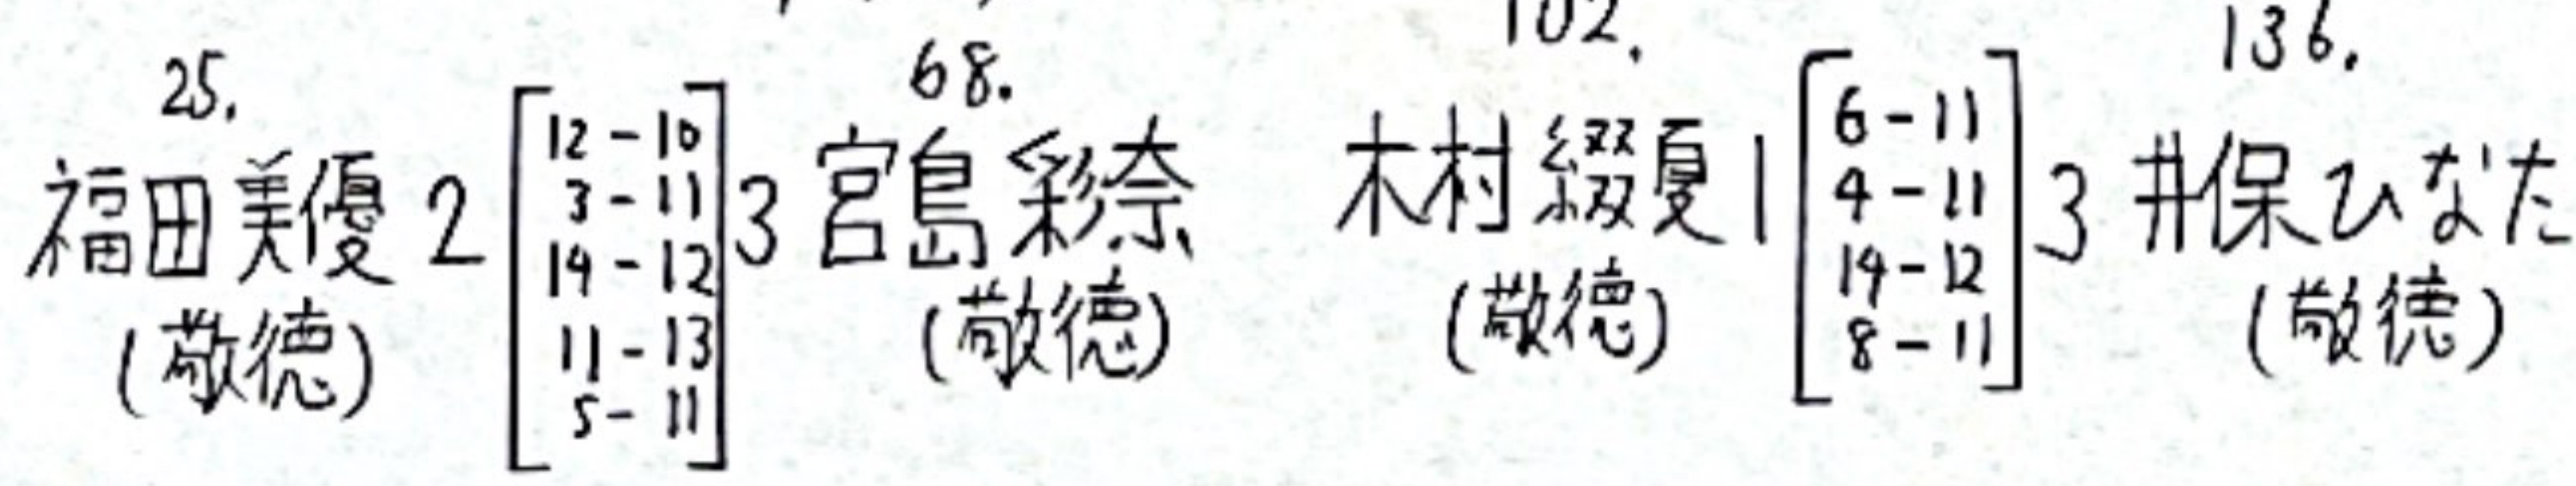 25. 68. 102. 136.
福田美優 2 [12-10 3-11 14-12 11-13 5-11] 3 宮島彩奈
(敬徳) (敬徳)
木村綴夏 1 [6-11 4-11 14-12 8-11] 3 井保ひなた
(敬徳) (敬徳)